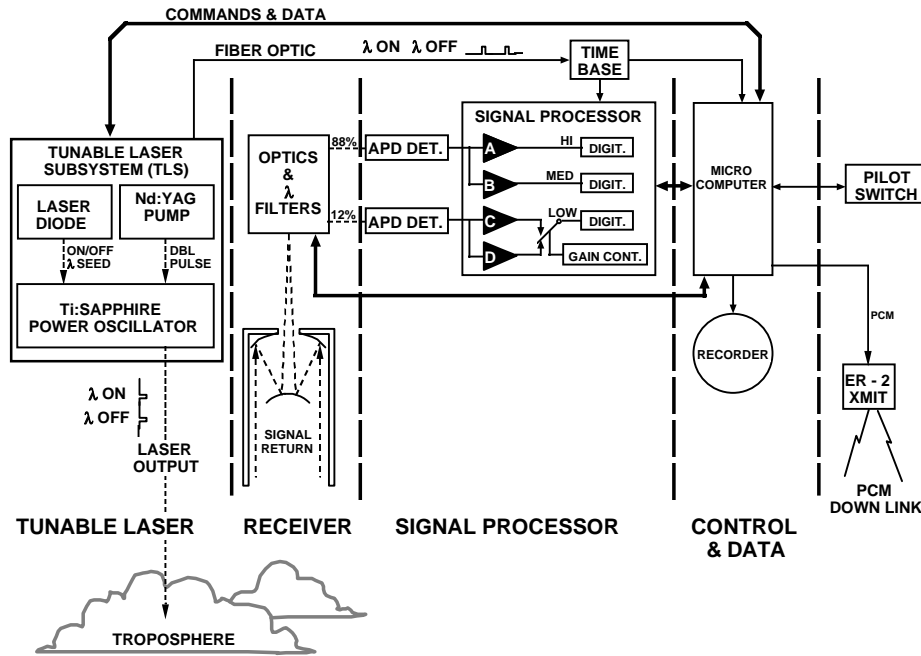 COMMANDS & DATA
FIBER OPTIC
λ ON λ OFF
TIME
BASE
TUNABLE LASER
SUBSYSTEM (TLS)
LASER
DIODE
Nd:YAG
PUMP
ON/OFF
λ SEED
DBL
PULSE
Ti:SAPPHIRE
POWER OSCILLATOR
λ ON
λ OFF
LASER
OUTPUT
OPTICS
&
λ
FILTERS
88%
12%
SIGNAL
RETURN
APD DET.
APD DET.
SIGNAL PROCESSOR
A
HI
DIGIT.
B
MED
DIGIT.
C
LOW
DIGIT.
D
GAIN CONT.
MICRO
COMPUTER
PILOT
SWITCH
RECORDER
PCM
ER - 2
XMIT
PCM
DOWN LINK
TUNABLE LASER
RECEIVER
SIGNAL PROCESSOR
CONTROL
& DATA
TROPOSPHERE